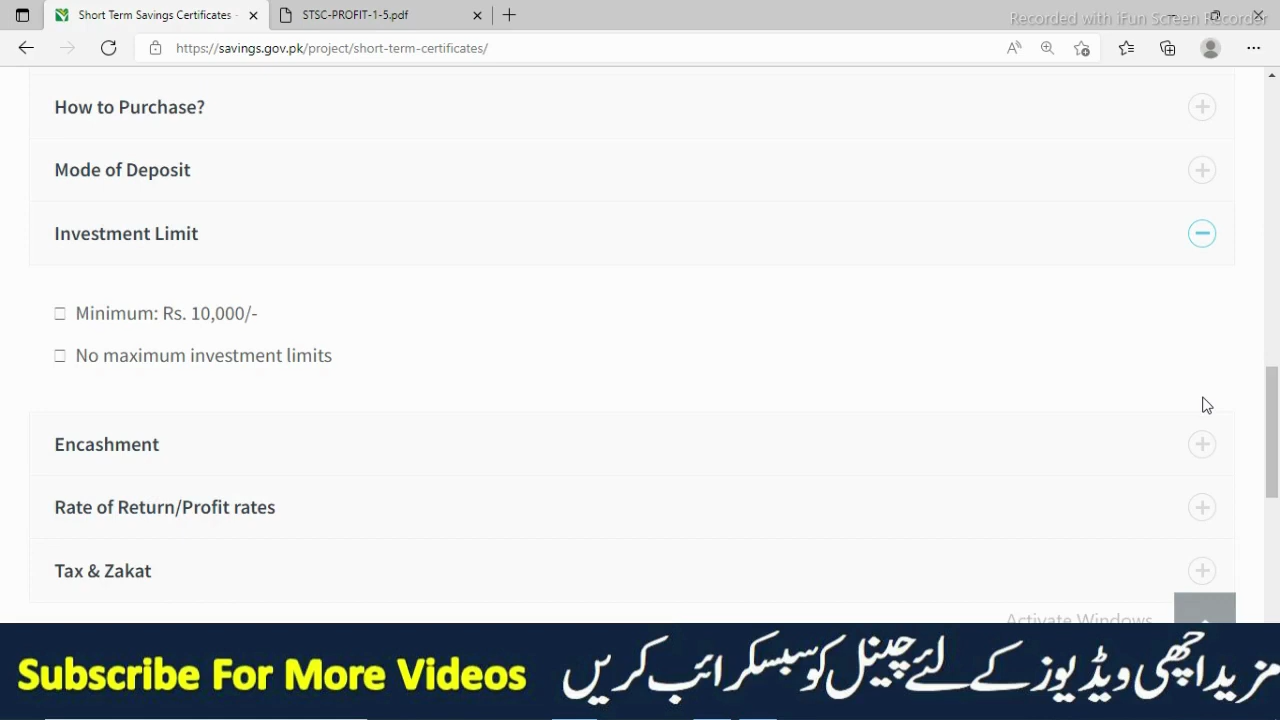 Short Term Savings Certificates -
STSC-PROFIT-1-5.pdf
Recorded with iFun Screen Recorder
https://savings.gov.pk/project/short-term-certificates/
How to Purchase?
Mode of Deposit
Investment Limit
Minimum: Rs. 10,000/-
No maximum investment limits
Encashment
Rate of Return/Profit rates
Tax & Zakat
Activate Windows
Subscribe For More Videos
مزید اچھی ویڈیوز کے لئے چینل کو سبسکرائب کریں